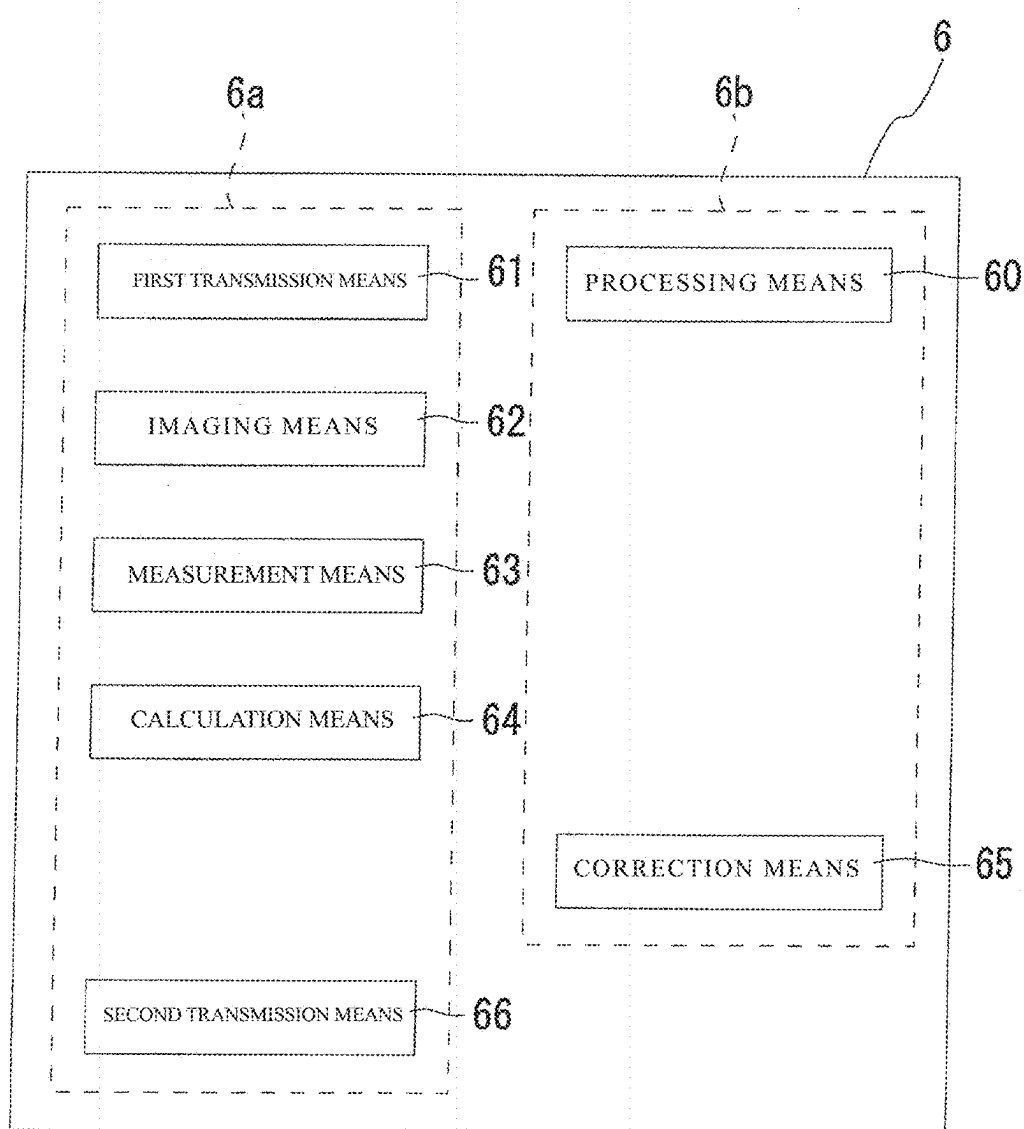 6
6a
6b
FIRST TRANSMISSION MEANS
61
PROCESSING MEANS
60
IMAGING MEANS
62
MEASUREMENT MEANS
63
CALCULATION MEANS
64
CORRECTION MEANS
65
SECOND TRANSMISSION MEANS
66